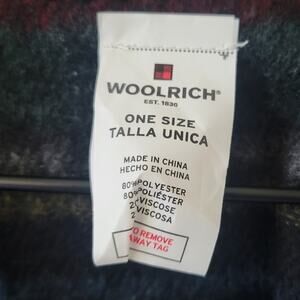 WOOLRICH®
EST. 1830
ONE SIZE
TALLA UNICA
MADE IN CHINA
HECHO EN CHINA
80% POLYESTER
80% POLIÉSTER
VISCOSE
VISCOSA
TO REMOVE
AWAY TAG